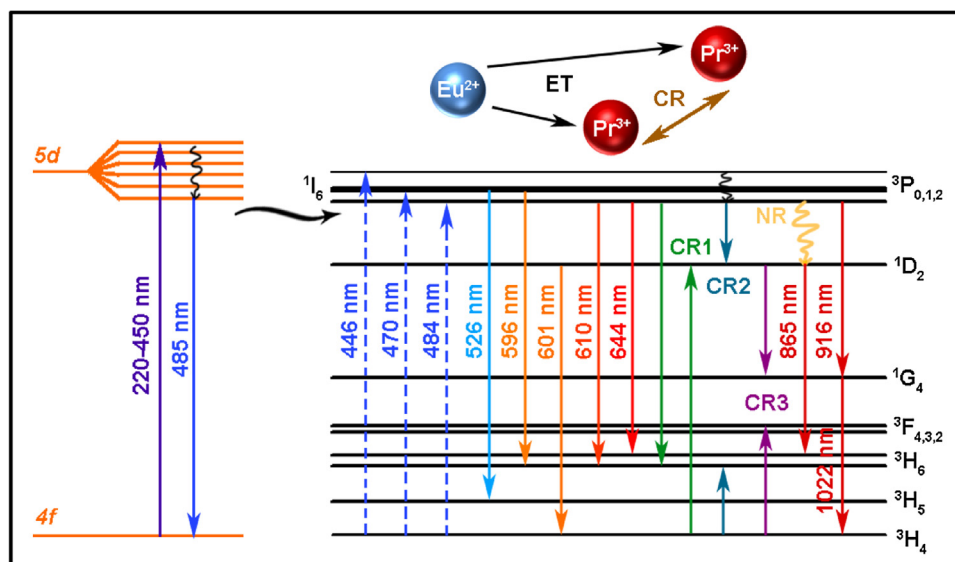 Pr³⁺
Eu²⁺
ET
CR
Pr³⁺
5d
¹I₆
³P₀,₁,₂
NR
CR1
¹D₂
CR2
220-450 nm
485 nm
446 nm
470 nm
484 nm
526 nm
596 nm
601 nm
610 nm
644 nm
865 nm
916 nm
¹G₄
CR3
³F₄,₃,₂
³H₆
1022 nm
³H₅
4f
³H₄